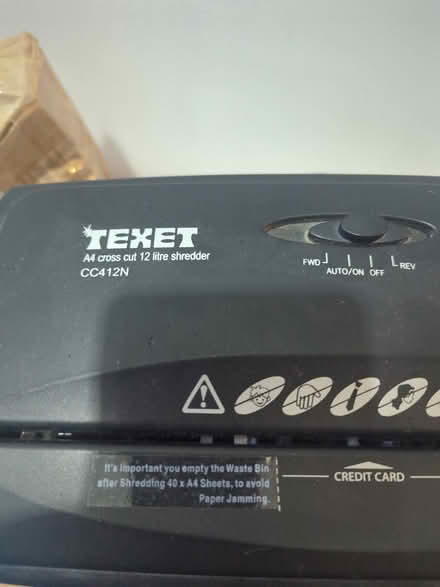 TEXET
A4 cross cut 12 litre shredder
CC412N
FWD AUTO/ON OFF REV
It's important you empty the Waste Bin
after Shredding 40 x A4 Sheets, to avoid
Paper Jamming.
CREDIT CARD